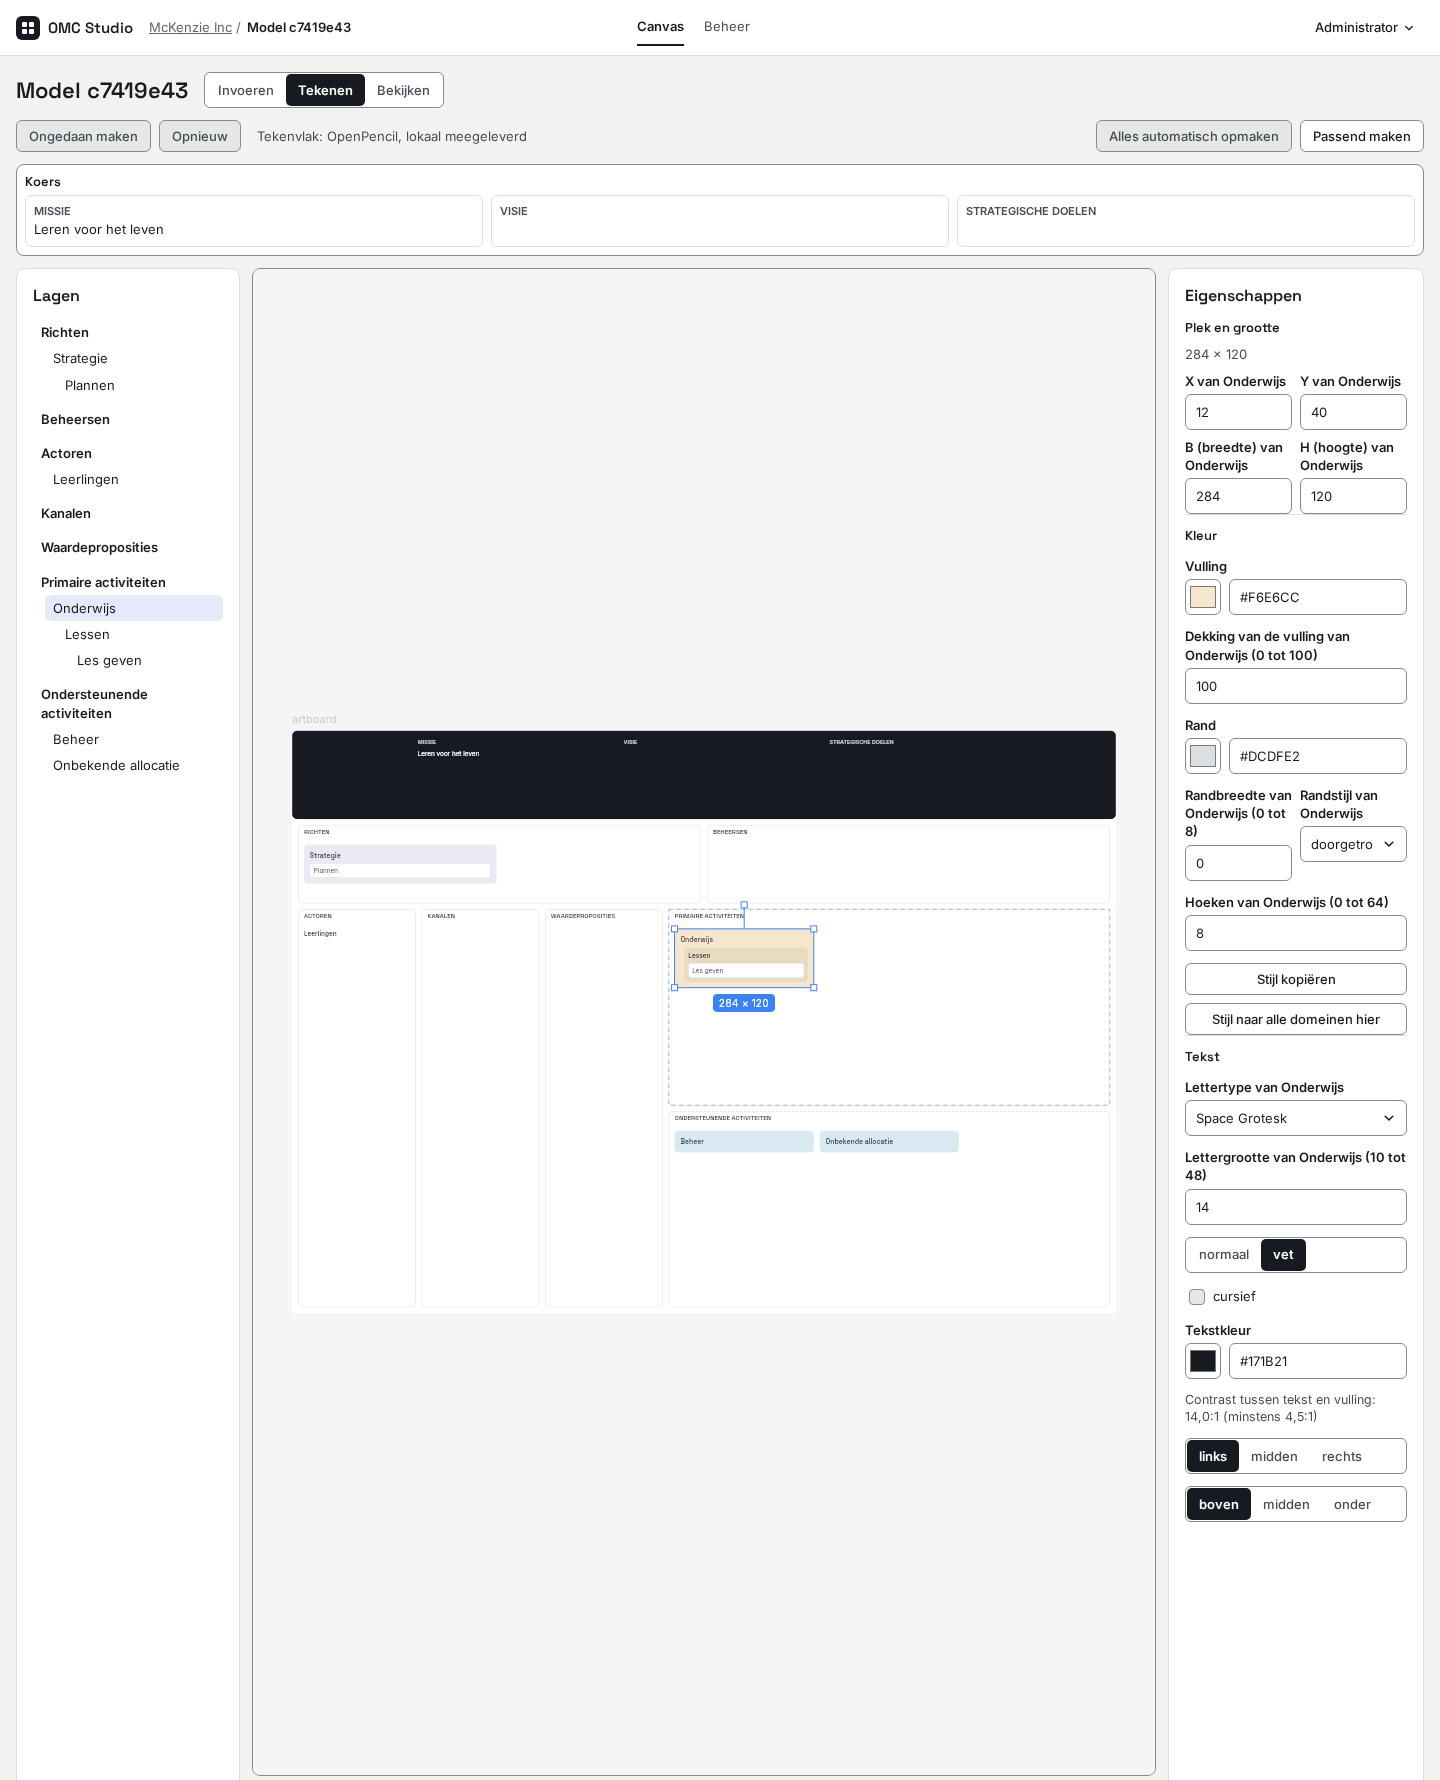 OMC Studio
McKenzie Inc / Model c7419e43
Canvas
Beheer
Administrator
Model c7419e43
Invoeren
Tekenen
Bekijken
Ongedaan maken
Opnieuw
Tekenvlak: OpenPencil, lokaal meegeleverd
Alles automatisch opmaken
Passend maken
Koers
MISSIE
Leren voor het leven
VISIE
STRATEGISCHE DOELEN
Lagen
Richten
Strategie
Plannen
Beheersen
Actoren
Leerlingen
Kanalen
Waardeproposities
Primaire activiteiten
Onderwijs
Lessen
Les geven
Ondersteunende
activiteiten
Beheer
Onbekende allocatie
artboard
MISSIE
Leren voor het leven
VISIE
STRATEGISCHE DOELEN
RICHTEN
Strategie
Plannen
BEHEERSEN
ACTOREN
Leerlingen
KANALEN
WAARDEPROPOSITIES
PRIMAIRE ACTIVITEITEN
Onderwijs
Lessen
Les geven
284 × 120
ONDERSTEUNENDE ACTIVITEITEN
Beheer
Onbekende allocatie
Eigenschappen
Plek en grootte
284 × 120
X van Onderwijs
12
Y van Onderwijs
40
B (breedte) van
Onderwijs
284
H (hoogte) van
Onderwijs
120
Kleur
Vulling
#F6E6CC
Dekking van de vulling van
Onderwijs (0 tot 100)
100
Rand
#DCDFE2
Randbreedte van
Onderwijs (0 tot
8)
0
Randstijl van
Onderwijs
doorgetro
Hoeken van Onderwijs (0 tot 64)
8
Stijl kopiëren
Stijl naar alle domeinen hier
Tekst
Lettertype van Onderwijs
Space Grotesk
Lettergrootte van Onderwijs (10 tot
48)
14
normaal
vet
cursief
Tekstkleur
#171B21
Contrast tussen tekst en vulling:
14,0:1 (minstens 4,5:1)
links
midden
rechts
boven
midden
onder